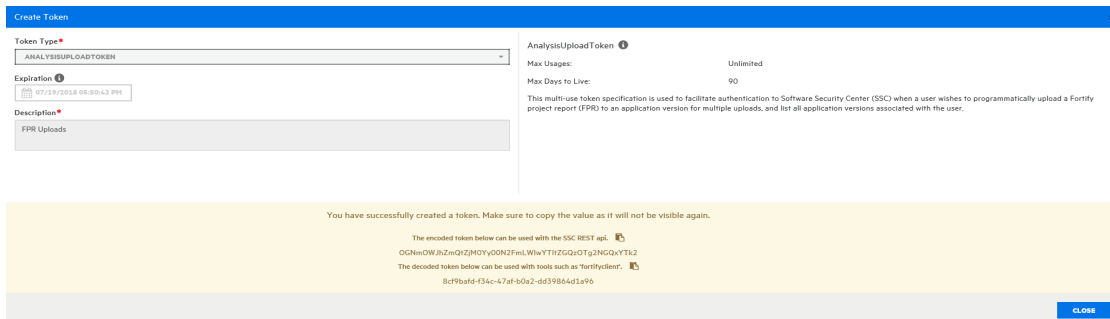 Create Token
Token Type*
ANALYSISUPLOADTOKEN
Expiration
07/19/2018 05:50:42 PM
Description*
FPR Uploads
AnalysisUploadToken
Max Usages: Unlimited
Max Days to Live: 90
This multi-use token specification is used to facilitate authentication to Software Security Center (SSC) when a user wishes to programmatically upload a Fortify
project report (FPR) to an application version for multiple uploads, and list all application versions associated with the user.
You have successfully created a token. Make sure to copy the value as it will not be visible again.
The encoded token below can be used with the SSC REST api.
OGNmOWJhZmQtZjM0Yy00N2FmLWIwYTItZGQzOTg2NGQxYTk2
The decoded token below can be used with tools such as 'fortifyclient'.
8cf9bafd-f34c-47af-b0a2-dd39864d1a96
CLOSE